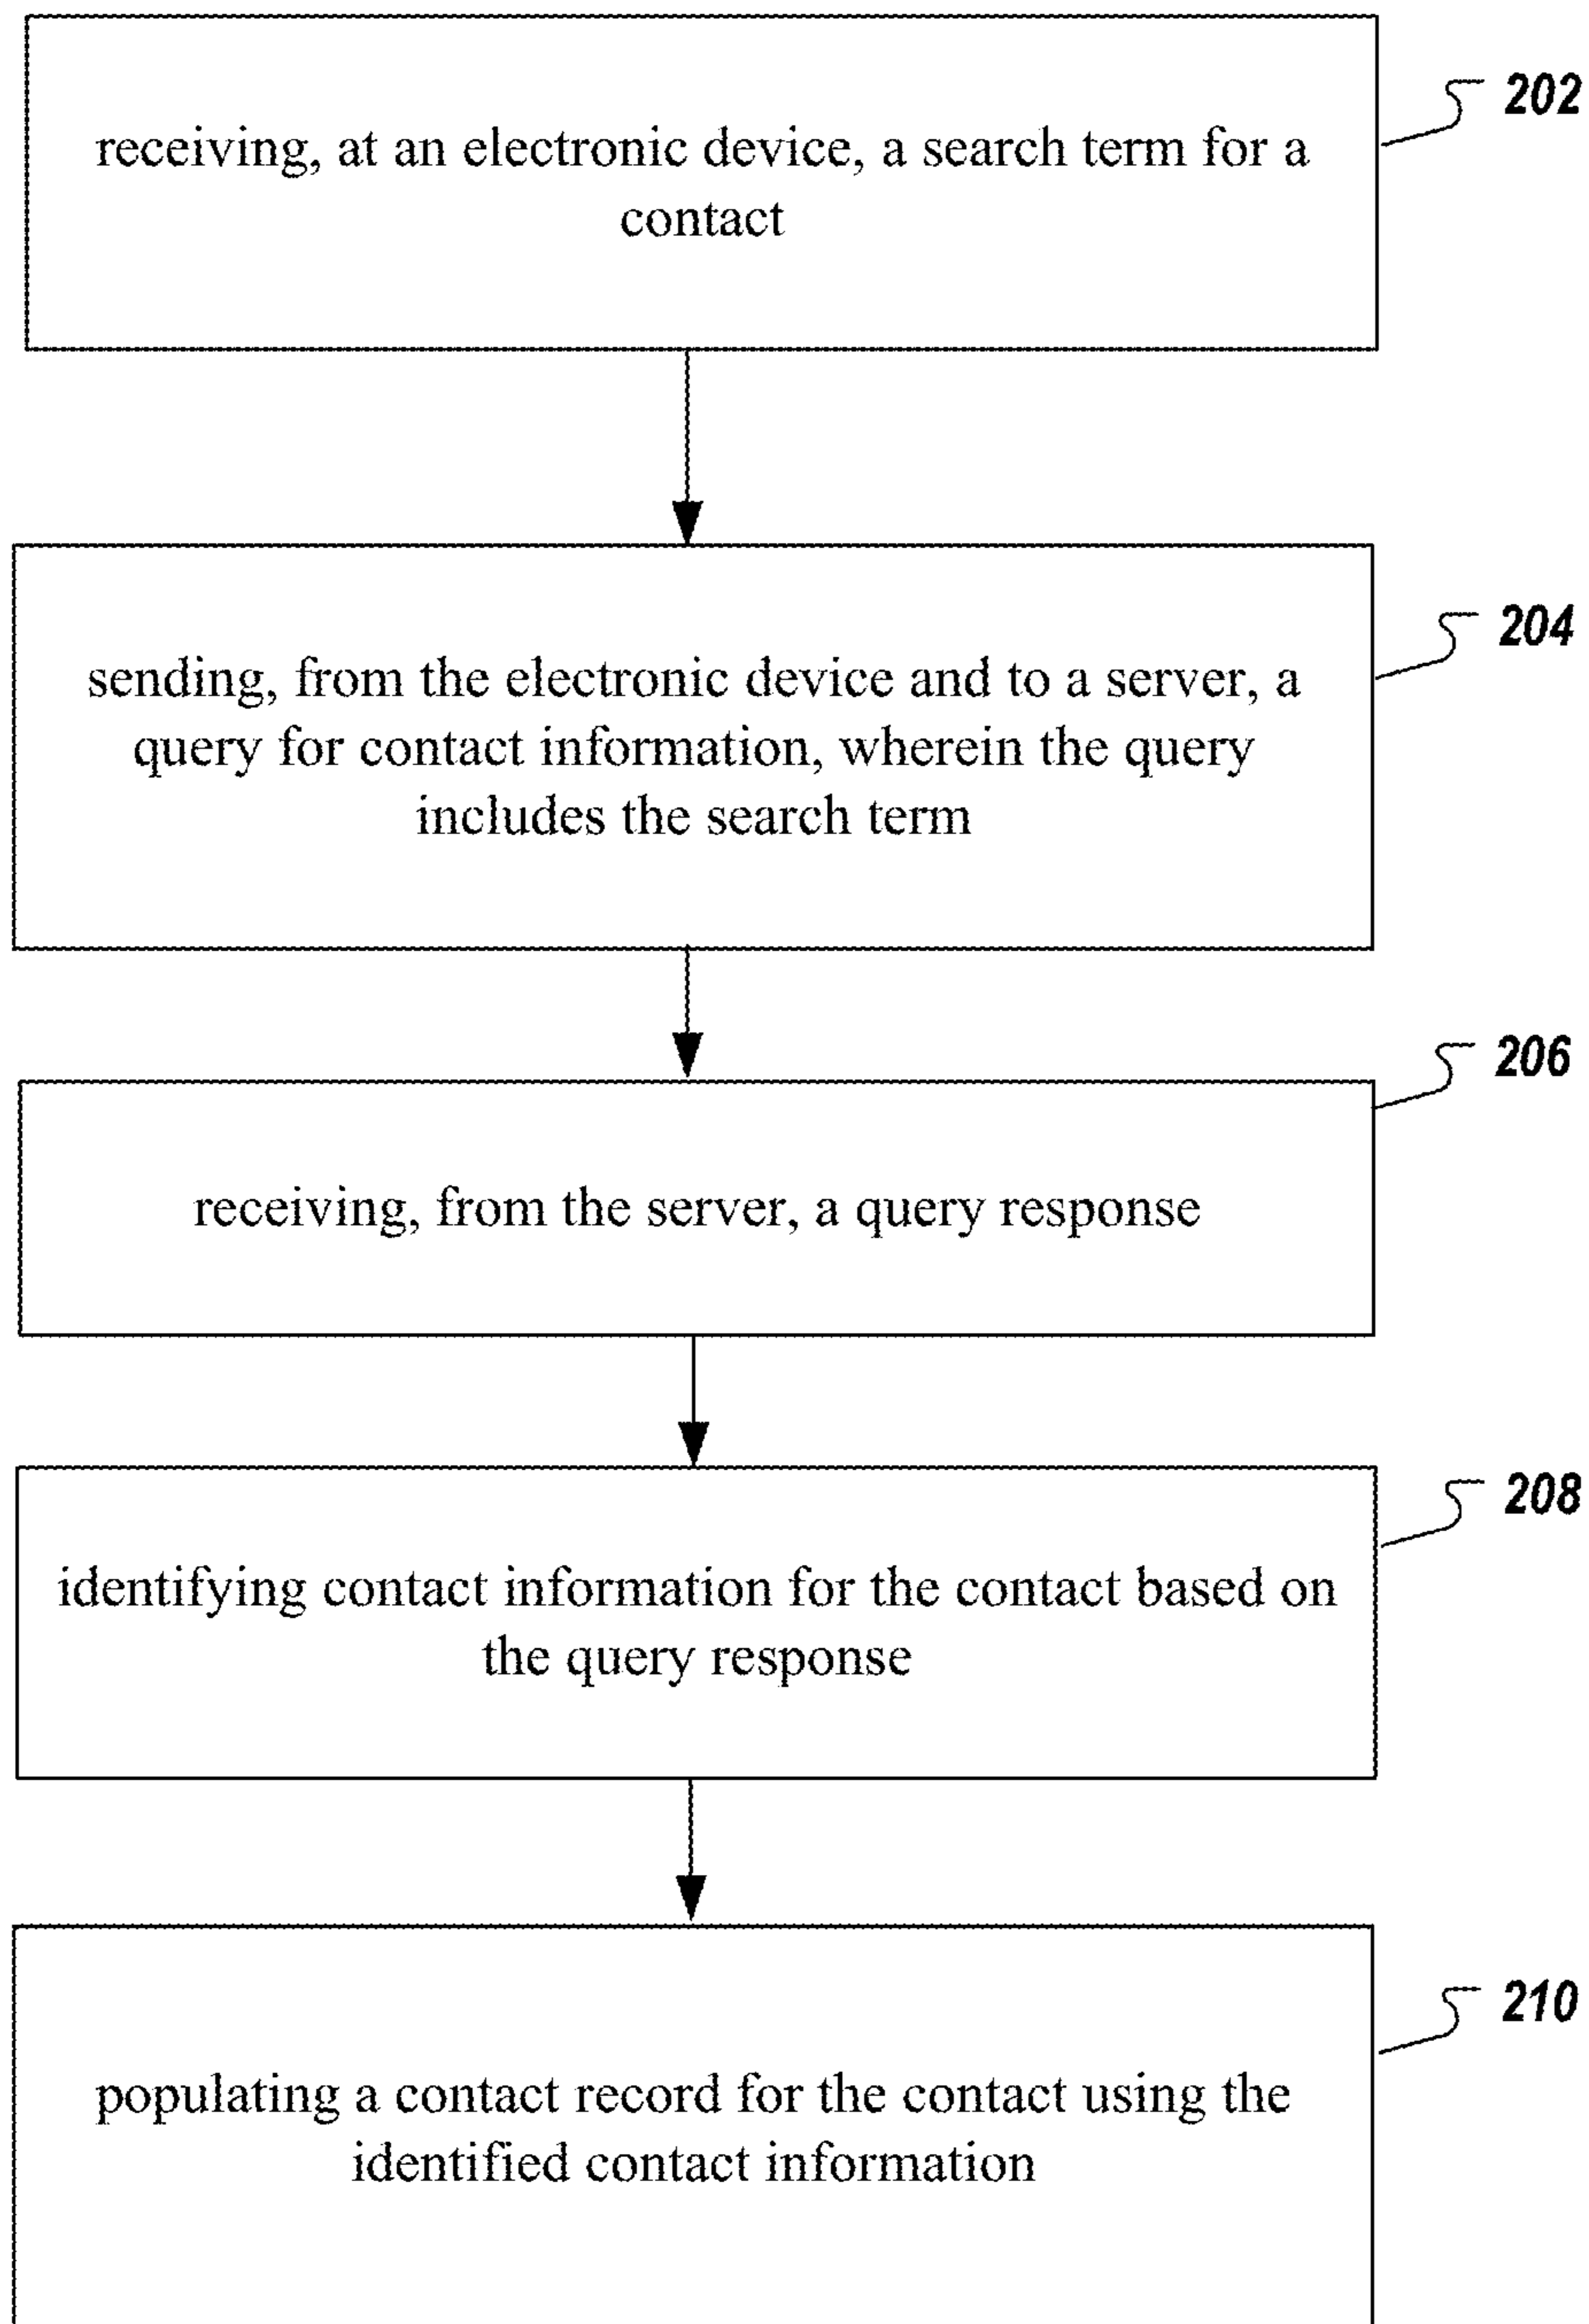 202
receiving, at an electronic device, a search term for a
contact
204
sending, from the electronic device and to a server, a
query for contact information, wherein the query
includes the search term
206
receiving, from the server, a query response
208
identifying contact information for the contact based on
the query response
210
populating a contact record for the contact using the
identified contact information